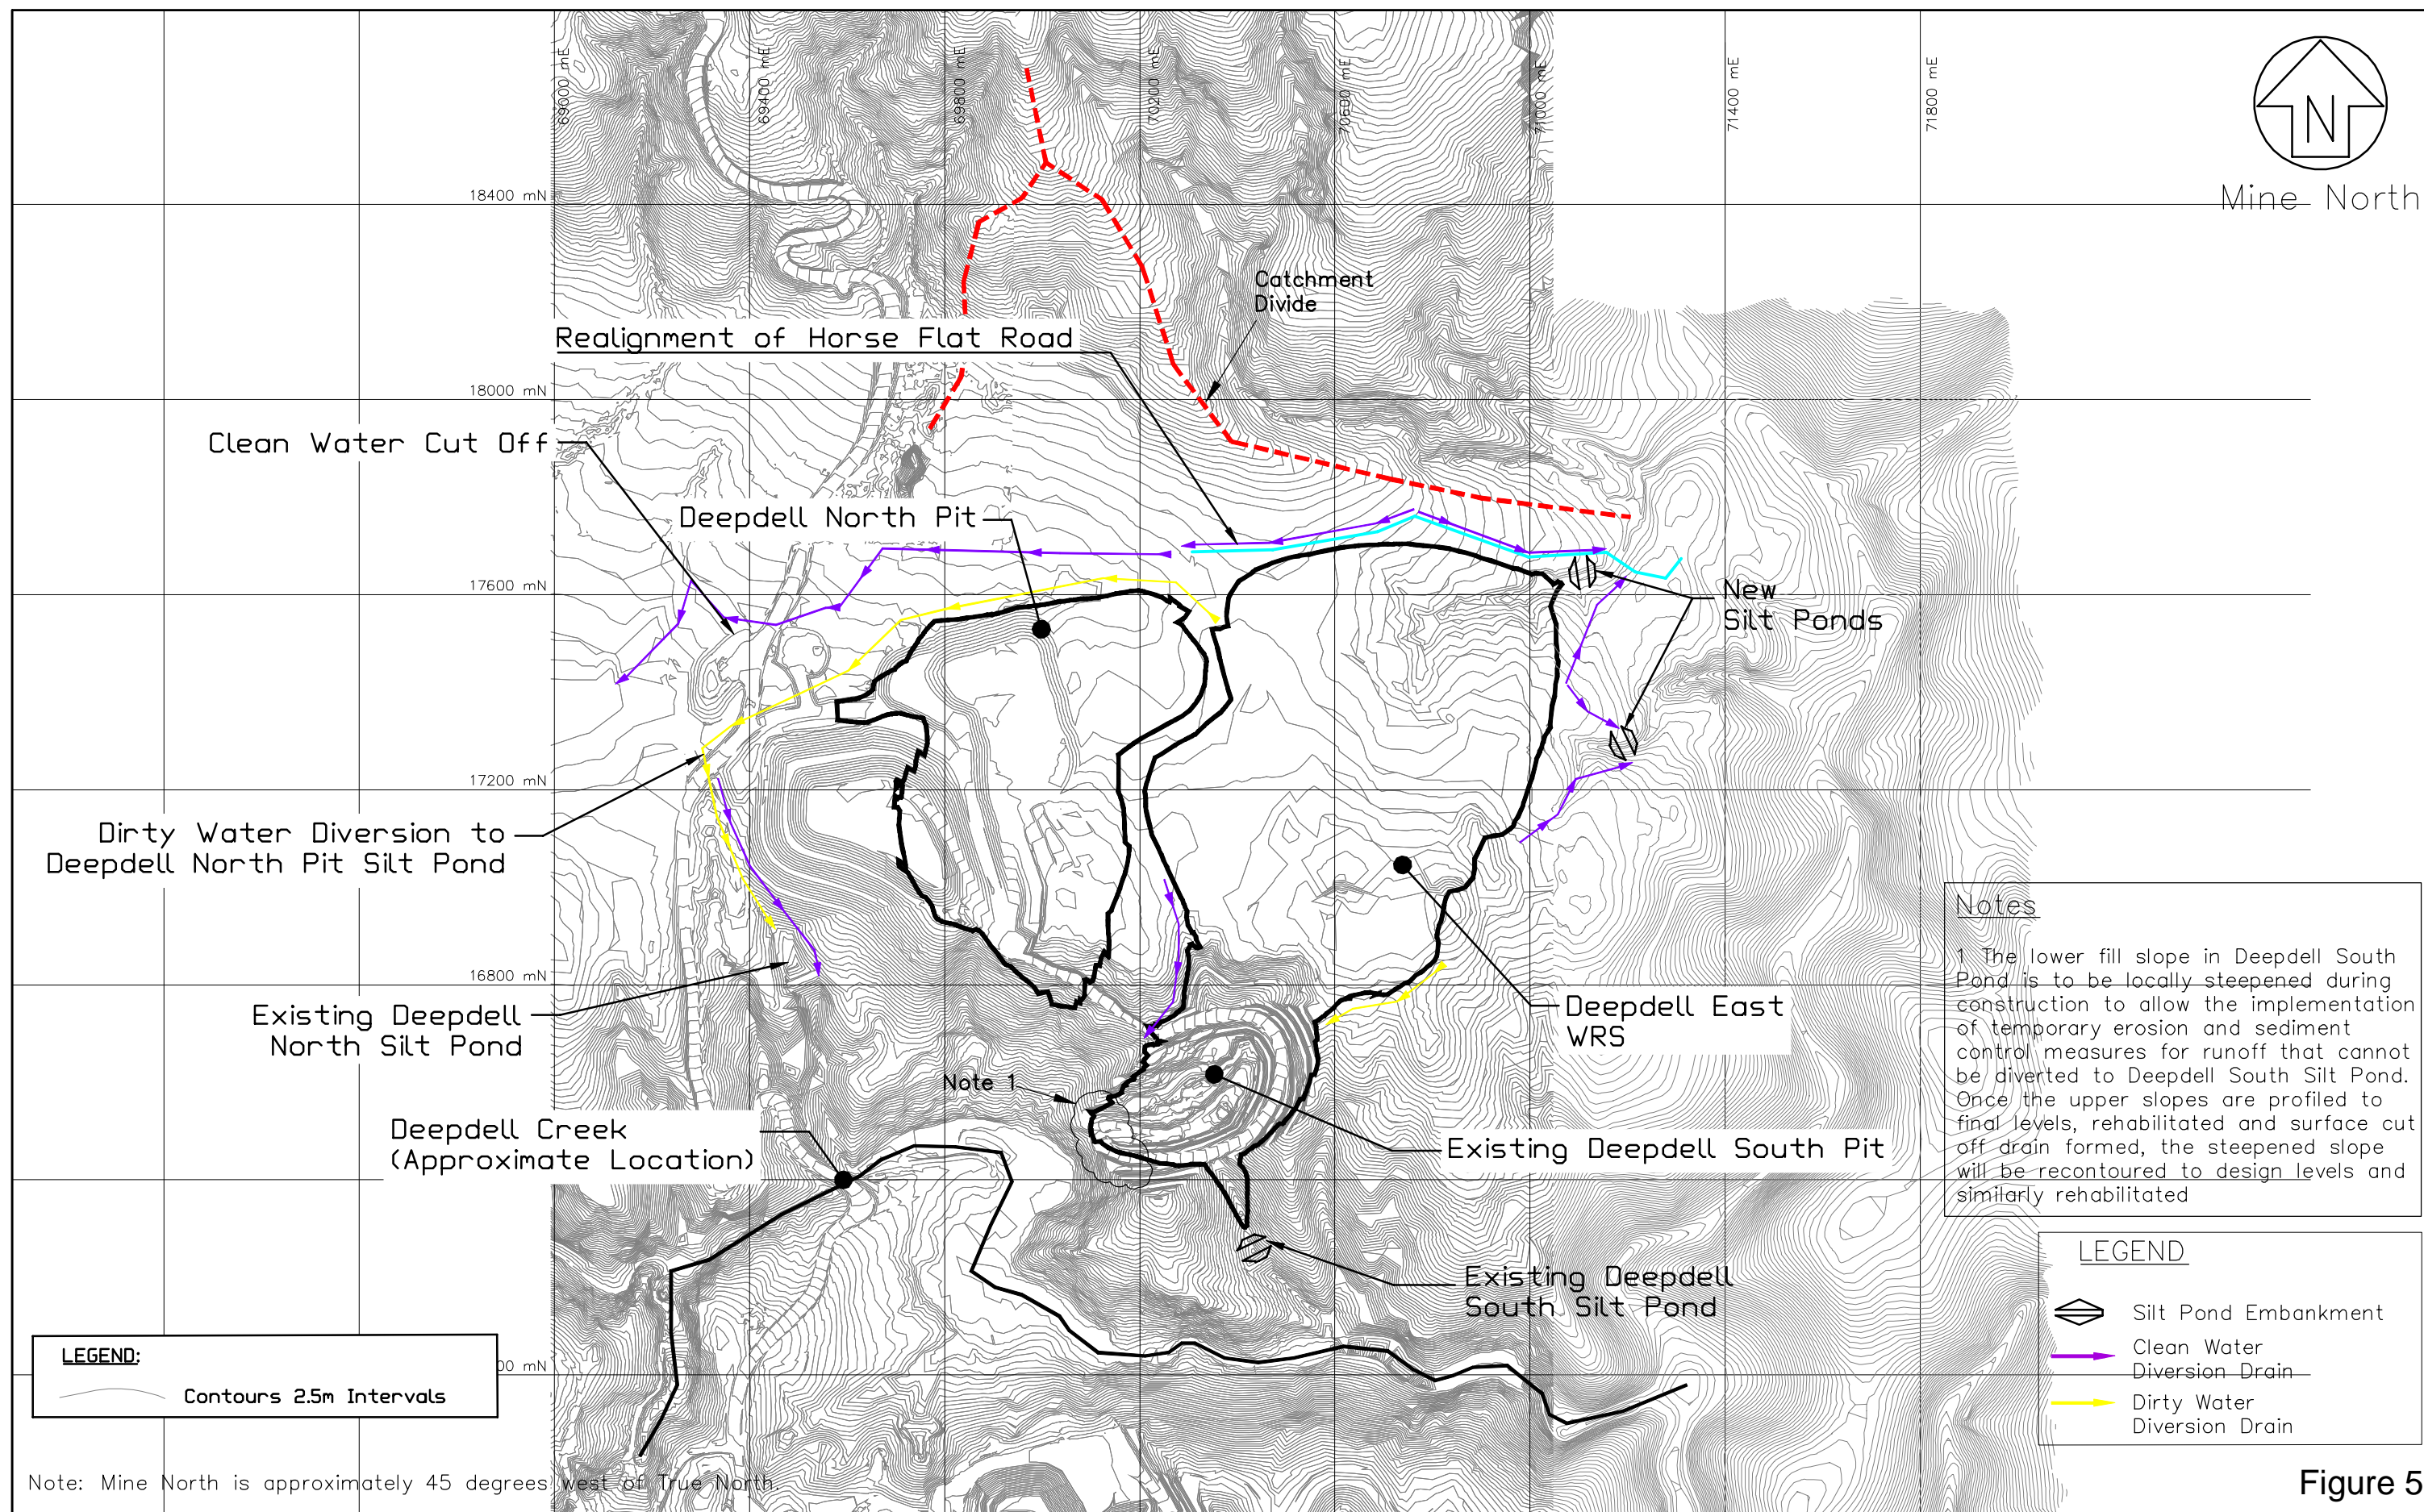 69000 mE
69400 mE
69800 mE
70200 mE
70600 mE
71000 mE
71400 mE
71800 mE
N
Mine North
18400 mN
Catchment
Divide
Realignment of Horse Flat Road
18000 mN
Clean Water Cut Off
Deepdell North Pit
17600 mN
New
Silt Ponds
17200 mN
Dirty Water Diversion to
Deepdell North Pit Silt Pond
Notes
1 The lower fill slope in Deepdell South
Pond is to be locally steepened during
construction to allow the implementation
of temporary erosion and sediment
control measures for runoff that cannot
be diverted to Deepdell South Silt Pond.
Once the upper slopes are profiled to
final levels, rehabilitated and surface cut
off drain formed, the steepened slope
will be recontoured to design levels and
similarly rehabilitated
16800 mN
Deepdell East
WRS
Existing Deepdell
North Silt Pond
Note 1
Deepdell Creek
(Approximate Location)
Existing Deepdell South Pit
Existing Deepdell
South Silt Pond
LEGEND
Silt Pond Embankment
Clean Water
Diversion Drain
Dirty Water
Diversion Drain
LEGEND:
Contours 2.5m Intervals
00 mN
Note: Mine North is approximately 45 degrees west of True North.
Figure 5